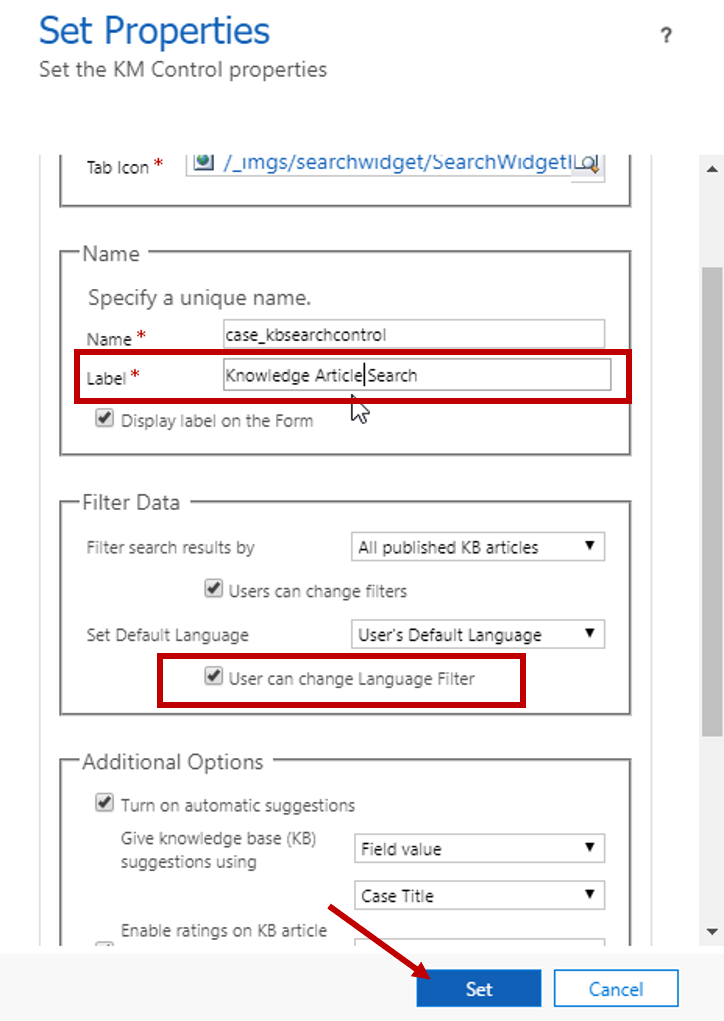 Set Properties
?
Set the KM Control properties
Tab Icon *
/_imgs/searchwidget/SearchWidgetI
Name
Specify a unique name.
Name * case_kbsearchcontrol
Label * Knowledge Article Search
Display label on the Form
Filter Data
Filter search results by All published KB articles
Users can change filters
Set Default Language User's Default Language
User can change Language Filter
Additional Options
Turn on automatic suggestions
Give knowledge base (KB)
suggestions using
Field value
Case Title
Enable ratings on KB article
Set Cancel